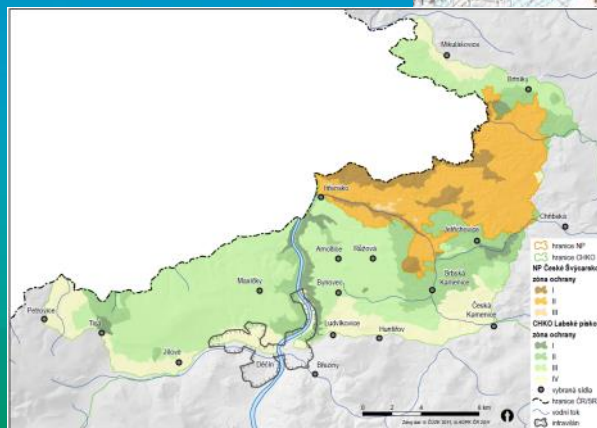 Mikulášovice
Brtníky
Hřensko
Chřibská
Jetřichovice
Arnoltice
Růžová
Srbská
Kamenice
Maxičky
Bynovec
Česká
Kamenice
Petrovice
Tisá
Ludvíkovice
Huntířov
Jílové
Děčín
Březiny
hranice NP
hranice CHKO
NP České Švýcarsko
zóna ochrany
I
II
III
CHKO Labské písko
zóna ochrany
I
II
III
IV
vybraná sídla
hranice ČR/SR
vodní tok
intravilán
0
2
4
6 km